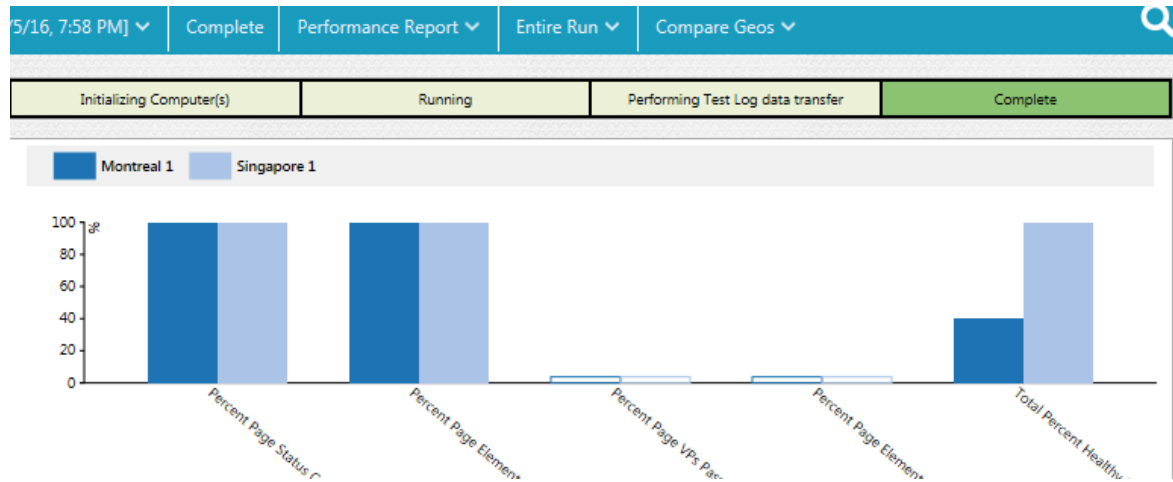 /5/16, 7:58 PM] Complete Performance Report Entire Run Compare Geos
Initializing Computer(s) Running Performing Test Log data transfer Complete
Montreal 1 Singapore 1
100
%
80
60
40
20
0
Percent Page Status
Percent Page
Percent Page VPs
Percent Page Element
Total Percent Healthy